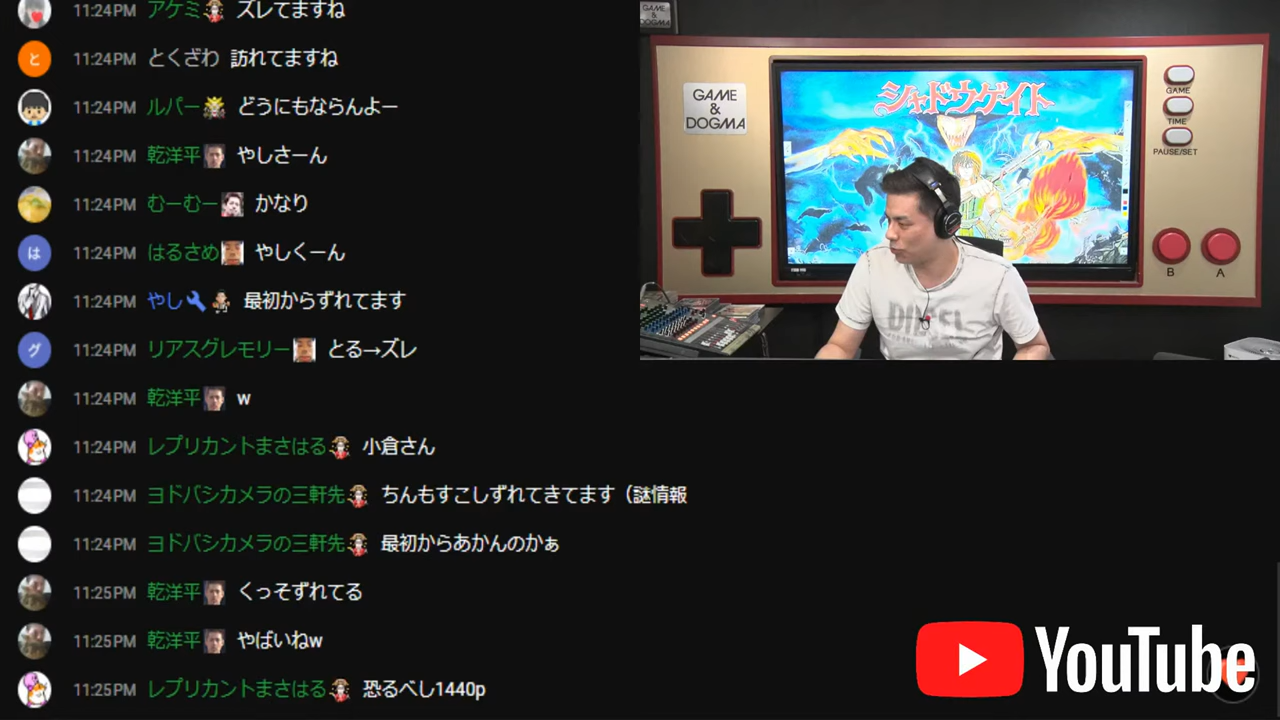 11:24PM アケミ ズレてますね
と 11:24PM とくざわ 訪れてますね
11:24PM ルパー どうにもならんよー
11:24PM 乾洋平 やしさーん
11:24PM むーむー かなり
は 11:24PM はるさめ やしくーん
11:24PM やし 最初からずれてます
グ 11:24PM リアスグレモリー とる→ズレ
11:24PM 乾洋平 w
11:24PM レプリカントまさはる 小倉さん
11:24PM ヨドバシカメラの三軒先 ちんもすこしずれてきてます（謎情報
11:24PM ヨドバシカメラの三軒先 最初からあかんのかぁ
11:25PM 乾洋平 くっそずれてる
11:25PM 乾洋平 やばいねw
11:25PM レプリカントまさはる 恐るべし1440p
GAME
&
DOGMA
GAME
&
DOGMA
シャドウゲイト
GAME
TIME
PAUSE/SET
B A
DIESEL
YouTube